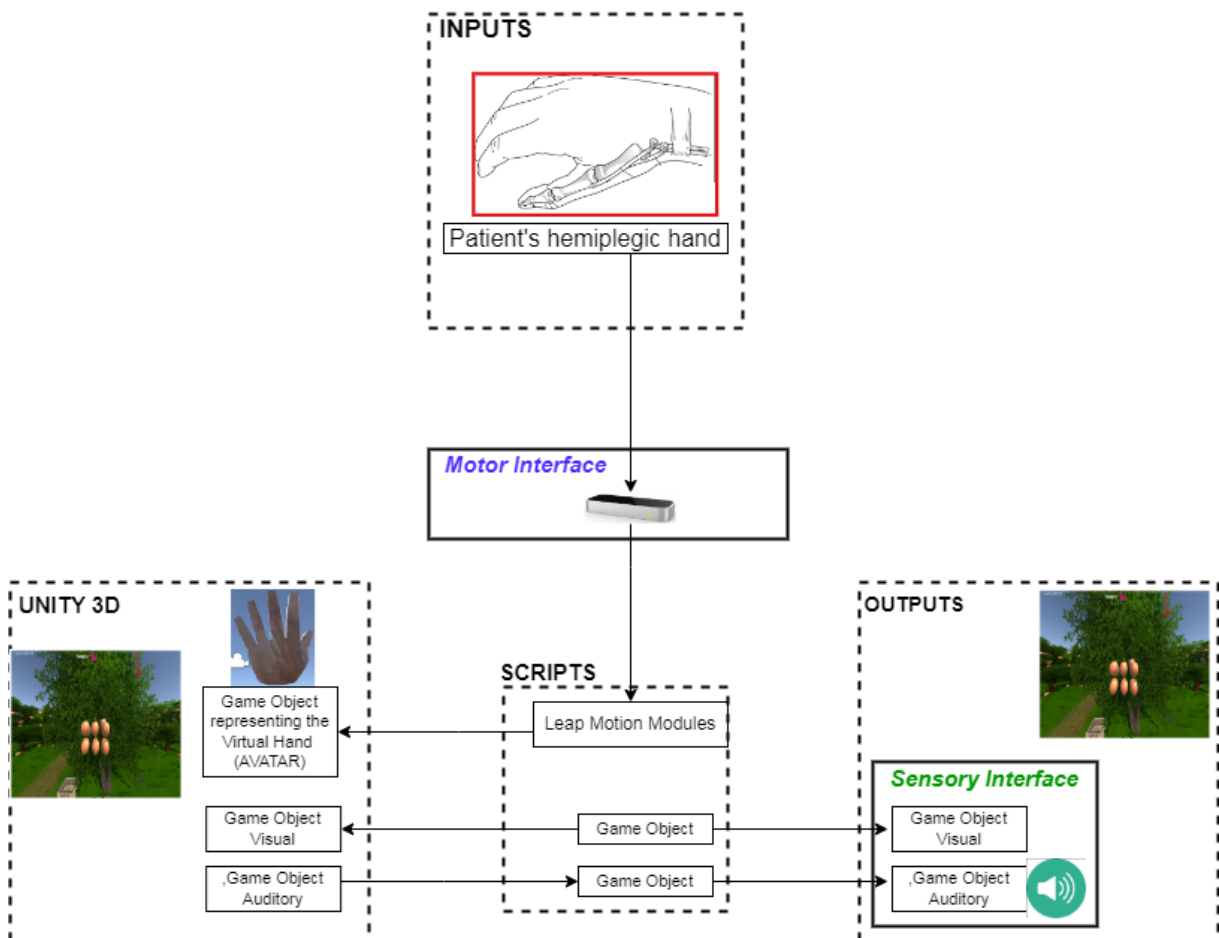 INPUTS
Patient's hemiplegic hand
Motor Interface
UNITY 3D
Game Object
representing the
Virtual Hand
(AVATAR)
Game Object
Visual
,Game Object
Auditory
SCRIPTS
Leap Motion Modules
Game Object
Game Object
OUTPUTS
Sensory Interface
Game Object
Visual
,Game Object
Auditory